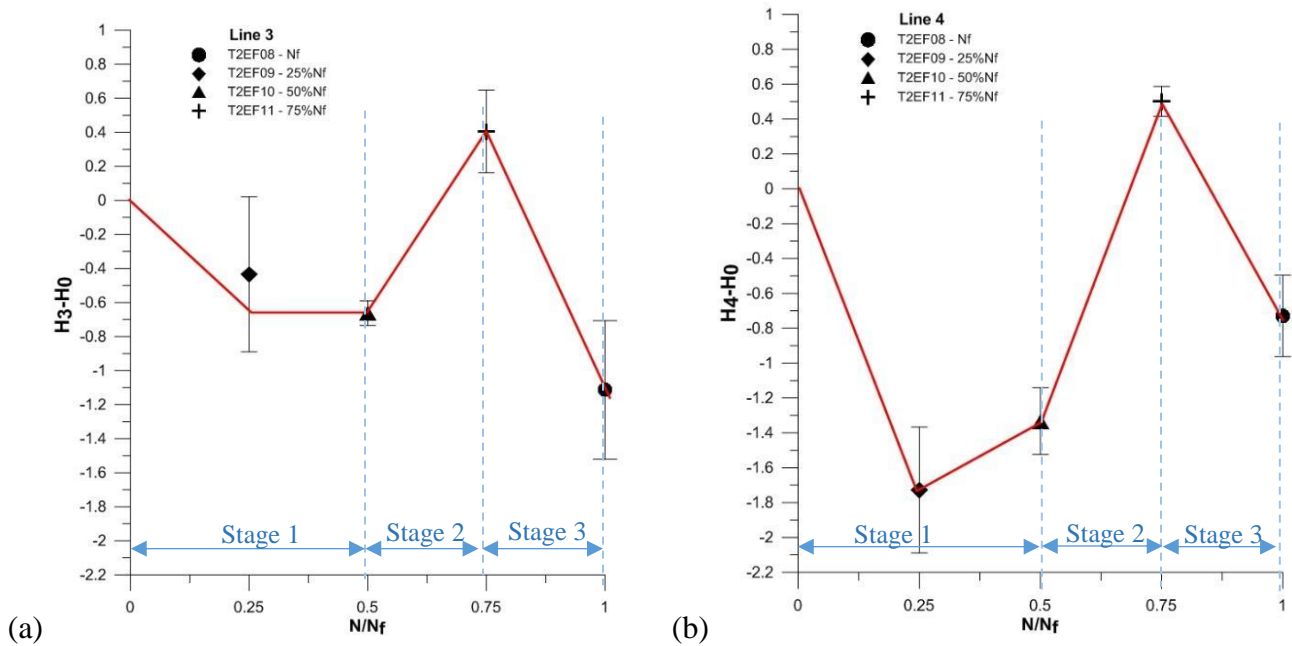 Line 3
T2EF08 - Nf
T2EF09 - 25%Nf
T2EF10 - 50%Nf
T2EF11 - 75%Nf
1
0.8
0.6
0.4
0.2
0
-0.2
-0.4
-0.6
-0.8
-1
-1.2
-1.4
-1.6
-1.8
-2
-2.2
H3-H0
Stage 1
Stage 2
Stage 3
0
0.25
0.5
0.75
1
N/Nf
(a)
Line 4
T2EF08 - Nf
T2EF09 - 25%Nf
T2EF10 - 50%Nf
T2EF11 - 75%Nf
1
0.8
0.6
0.4
0.2
0
-0.2
-0.4
-0.6
-0.8
-1
-1.2
-1.4
-1.6
-1.8
-2
-2.2
H4-H0
Stage 1
Stage 2
Stage 3
0
0.25
0.5
0.75
1
N/Nf
(b)